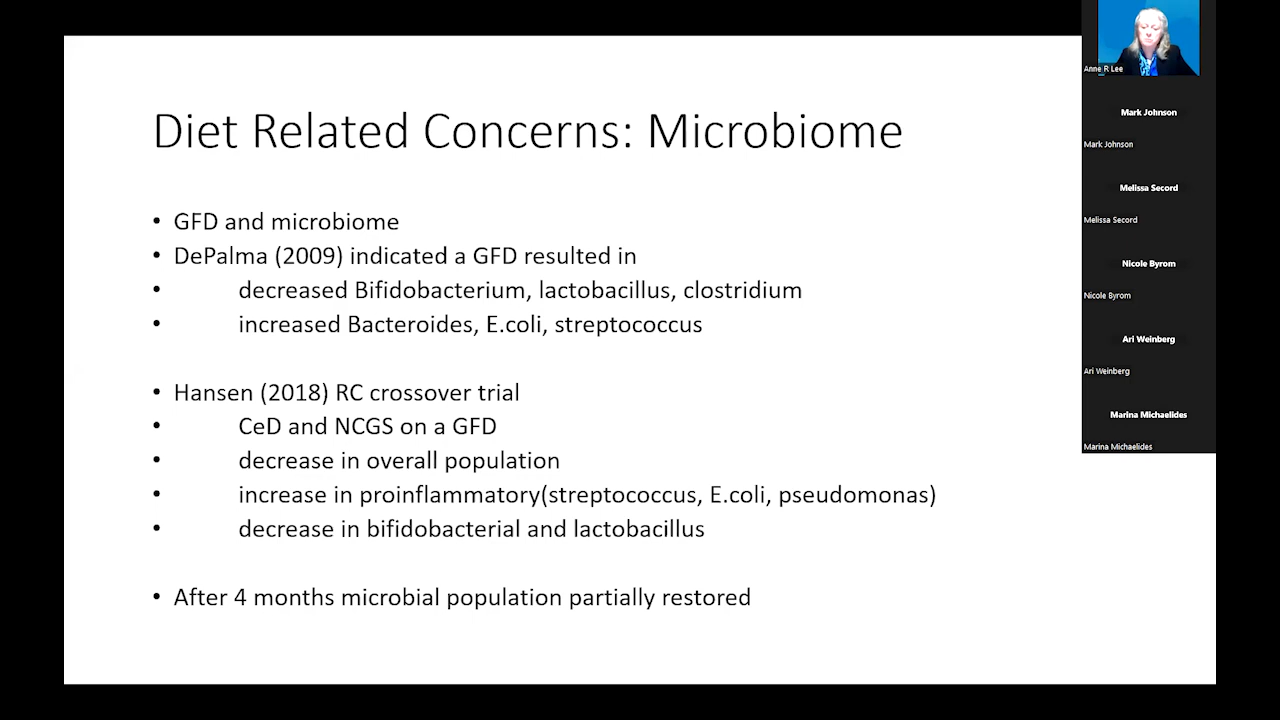 Diet Related Concerns: Microbiome
• GFD and microbiome
• DePalma (2009) indicated a GFD resulted in
• decreased Bifidobacterium, lactobacillus, clostridium
• increased Bacteroides, E.coli, streptococcus
• Hansen (2018) RC crossover trial
• CeD and NCGS on a GFD
• decrease in overall population
• increase in proinflammatory(streptococcus, E.coli, pseudomonas)
• decrease in bifidobacterial and lactobacillus
• After 4 months microbial population partially restored
Anne R Lee
Mark Johnson
Mark Johnson
Melissa Secord
Melissa Secord
Nicole Byrom
Nicole Byrom
Ari Weinberg
Ari Weinberg
Marina Michaelides
Marina Michaelides